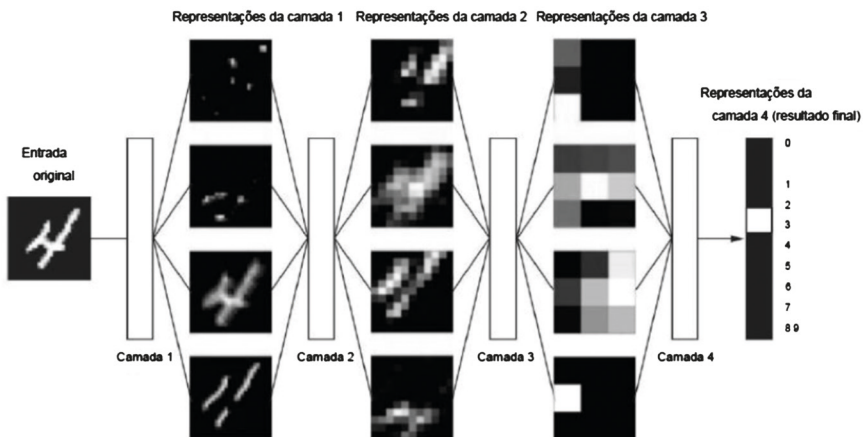 Representações da camada 1
Representações da camada 2
Representações da camada 3
Representações da
camada 4 (resultado final)
Entrada
original
0
1
2
3
4
5
6
7
8 9
Camada 1
Camada 2
Camada 3
Camada 4